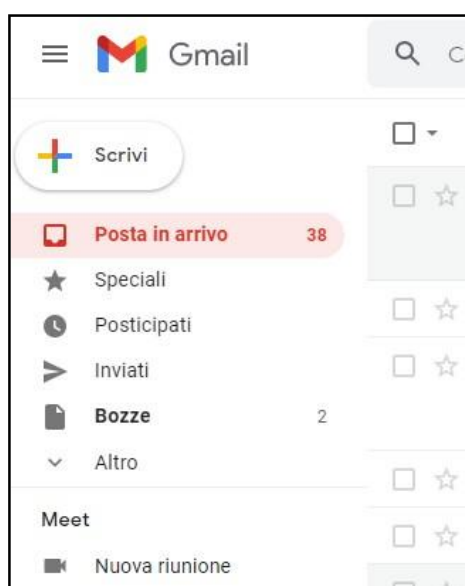 Gmail
Scrivi
Posta in arrivo 38
Speciali
Posticipati
Inviati
Bozze 2
Altro
Meet
Nuova riunione